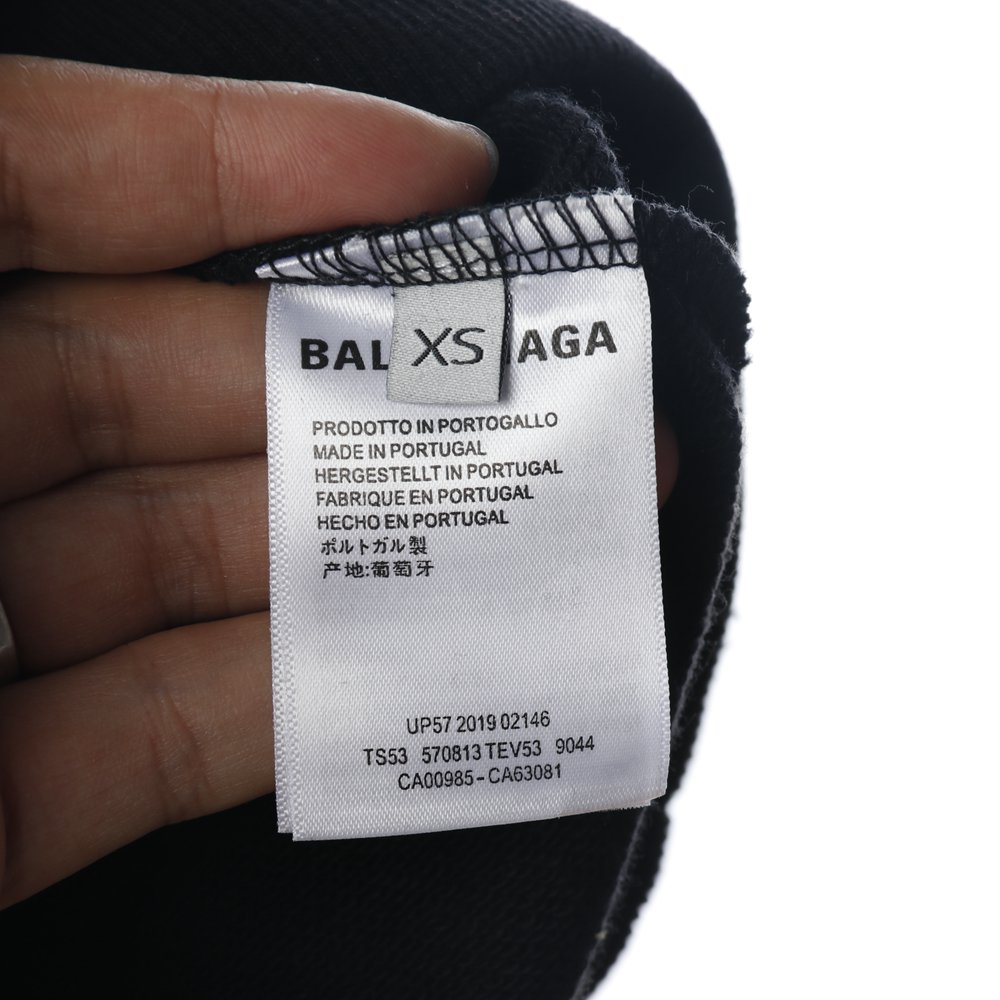 BAL XS AGA
PRODOTTO IN PORTOGALLO
MADE IN PORTUGAL
HERGESTELLT IN PORTUGAL
FABRIQUE EN PORTUGAL
HECHO EN PORTUGAL
ポルトガル製
产地:葡萄牙
UP57 2019 02146
TS53 570813 TEV53 9044
CA00985-CA63081